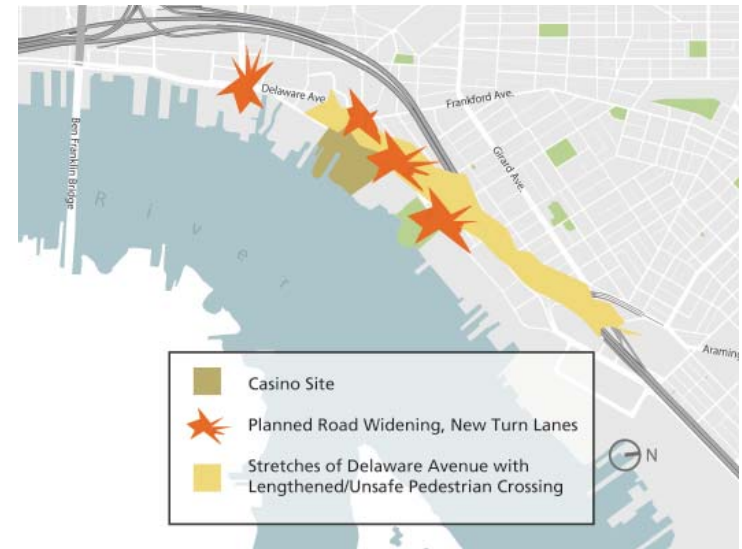 Delaware Ave.
Frankford Ave.
Girard Ave.
Ben Franklin Bridge
River
Araming
Casino Site
Planned Road Widening, New Turn Lanes
Stretches of Delaware Avenue with
Lengthened/Unsafe Pedestrian Crossing
N